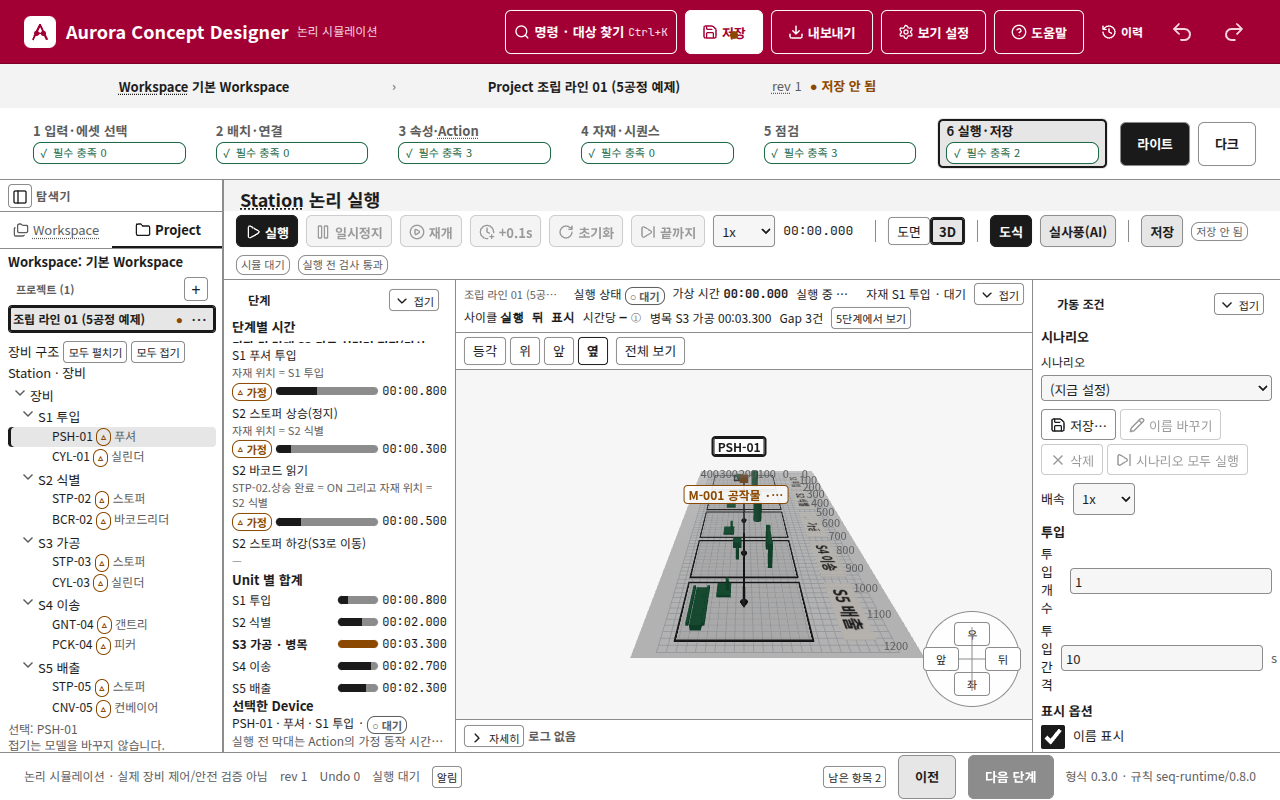 Aurora Concept Designer 논리 시뮬레이션 명령 · 대상 찾기 Ctrl+K 저장 내보내기 보기 설정 도움말 이력
Workspace 기본 Workspace › Project 조립 라인 01 (5공정 예제) rev 1 ● 저장 안 됨
1 입력·에셋 선택 2 배치·연결 3 속성·Action 4 자재·시퀀스 5 점검 6 실행·저장 라이트 다크
✓ 필수 충족 0 ✓ 필수 충족 0 ✓ 필수 충족 3 ✓ 필수 충족 0 ✓ 필수 충족 3 ✓ 필수 충족 2
탐색기
Workspace Project
Workspace: 기본 Workspace
프로젝트 (1) +
조립 라인 01 (5공정 예제) ● ···
장비 구조 모두 펼치기 모두 접기
Station · 장비
장비
S1 투입
PSH-01 푸셔
CYL-01 실린더
S2 식별
STP-02 스토퍼
BCR-02 바코드리더
S3 가공
STP-03 스토퍼
CYL-03 실린더
S4 이송
GNT-04 갠트리
PCK-04 피커
S5 배출
STP-05 스토퍼
CNV-05 컨베이어
선택: PSH-01
접기는 모델을 바꾸지 않습니다.
Station 논리 실행
실행 일시정지 재개 +0.1s 초기화 끝까지 1x 00:00.000 도면 3D 도식 실사풍(AI) 저장 저장 안 됨
시뮬 대기 실행 전 검사 통과
단계 접기
단계별 시간
S1 푸셔 투입
자재 위치 = S1 투입
가정 00:00.800
S2 스토퍼 상승(정지)
자재 위치 = S2 식별
가정 00:00.300
S2 바코드 읽기
STP-02.상승 완료 = ON 그리고 자재 위치 =
S2 식별
가정 00:00.500
S2 스토퍼 하강(S3로 이동)
—
Unit 별 합계
S1 투입 00:00.800
S2 식별 00:02.000
S3 가공 · 병목 00:03.300
S4 이송 00:02.700
S5 배출 00:02.300
선택한 Device
PSH-01 · 푸셔 · S1 투입 · ○ 대기
실행 전 막대는 Action의 가정 동작 시간···
조립 라인 01 (5공··· 실행 상태 ○ 대기 가상 시간 00:00.000 실행 중 ··· 자재 S1 투입 · 대기 접기
사이클 실행 뒤 표시 시간당 – ⓘ 병목 S3 가공 00:03.300 Gap 3건 5단계에서 보기
등각 위 앞 옆 전체 보기
PSH-01
400300200100 0 0
M-001 공작물 ····
100
200
300
400
500
600
700
S4 이송 800
900
1000
S5 배출 1100
1200
우
앞 뒤
좌
자세히 로그 없음
가동 조건 접기
시나리오
시나리오
(지금 설정)
저장··· 이름 바꾸기
삭제 시나리오 모두 실행
배속 1x
투입
투입 개수 1
투입 간격 10 s
표시 옵션
이름 표시
논리 시뮬레이션 · 실제 장비 제어/안전 검증 아님 rev 1 Undo 0 실행 대기 알림 남은 항목 2 이전 다음 단계 형식 0.3.0 · 규칙 seq-runtime/0.8.0